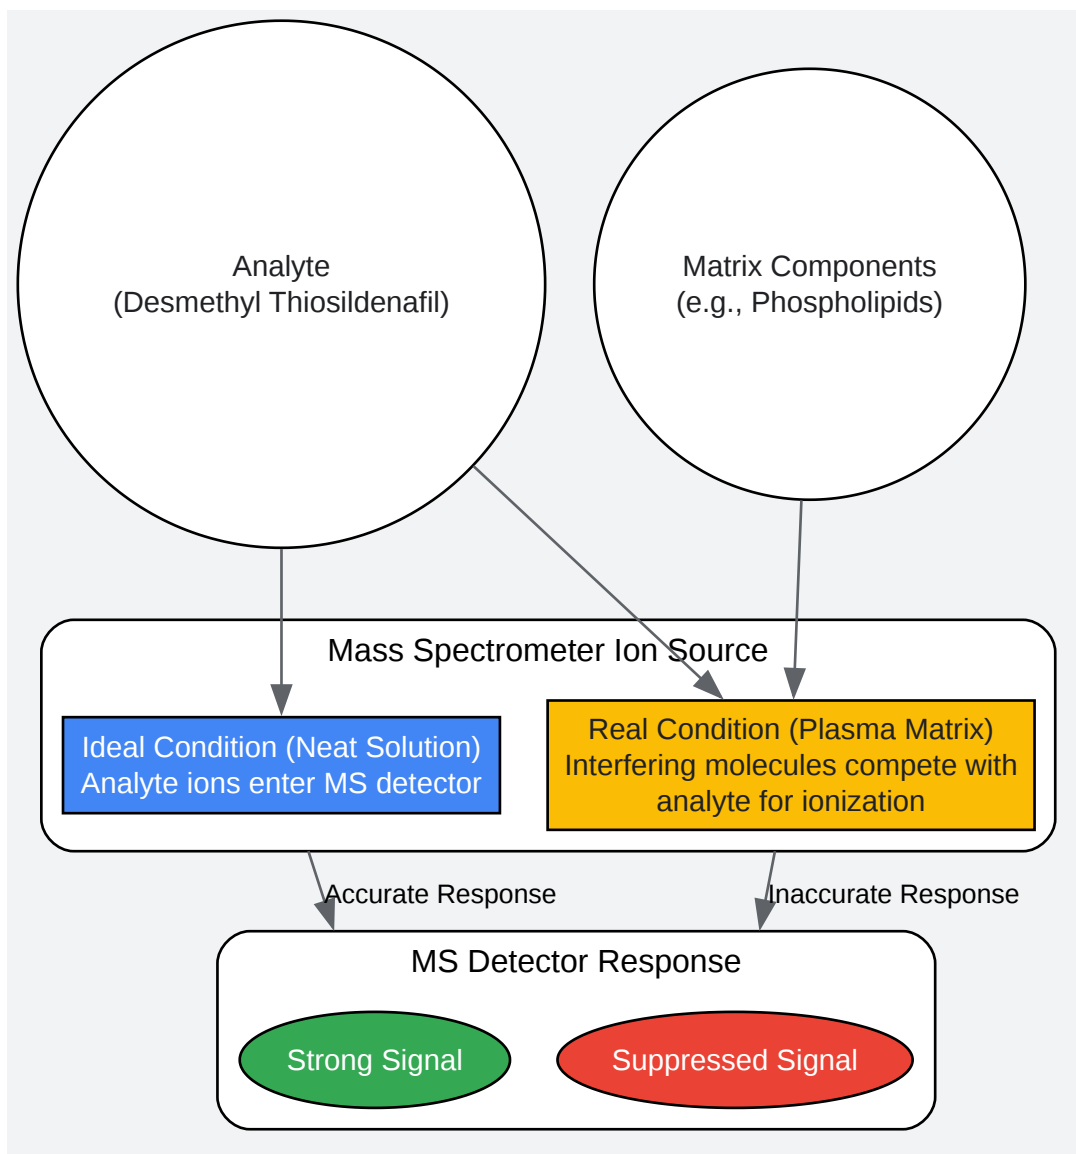 Analyte
(Desmethyl Thiosildenafil)
Matrix Components
(e.g., Phospholipids)
Mass Spectrometer Ion Source
Ideal Condition (Neat Solution)
Analyte ions enter MS detector
Real Condition (Plasma Matrix)
Interfering molecules compete with
analyte for ionization
Accurate Response
Inaccurate Response
MS Detector Response
Strong Signal
Suppressed Signal